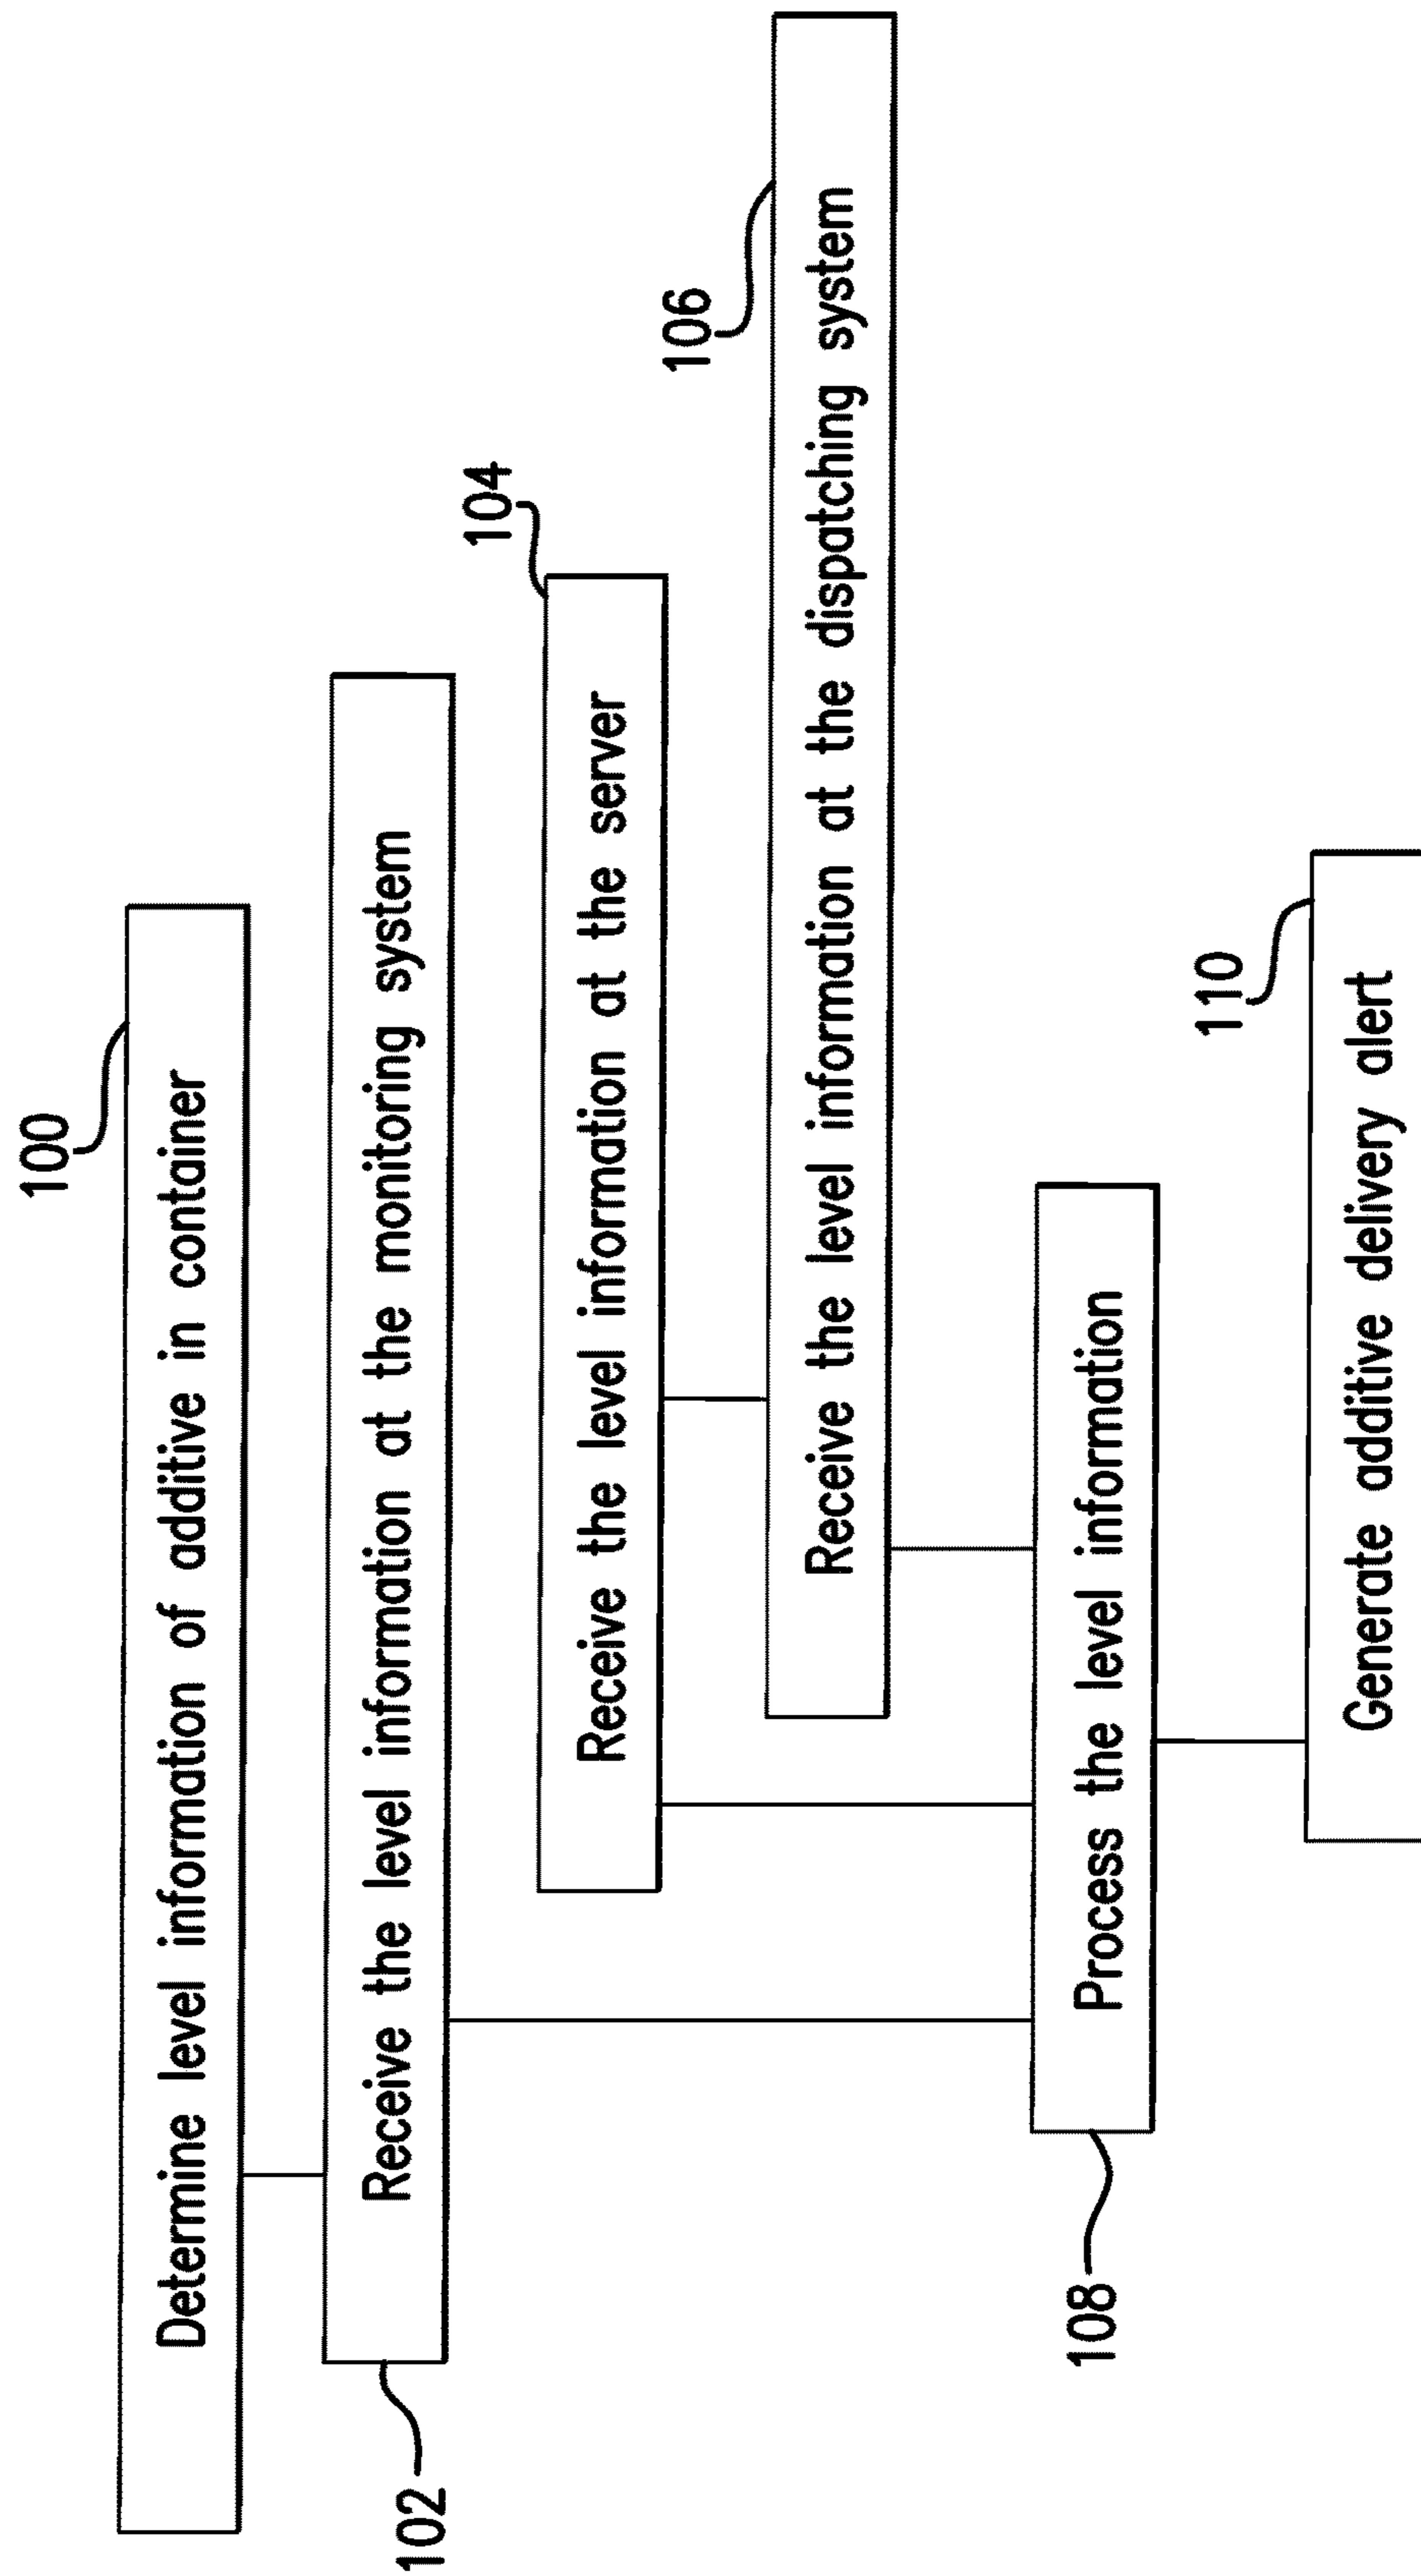 100
Determine level information of additive in container
102
Receive the level information at the monitoring system
104
Receive the level information at the server
106
Receive the level information at the dispatching system
108
Process the level information
110
Generate additive delivery alert